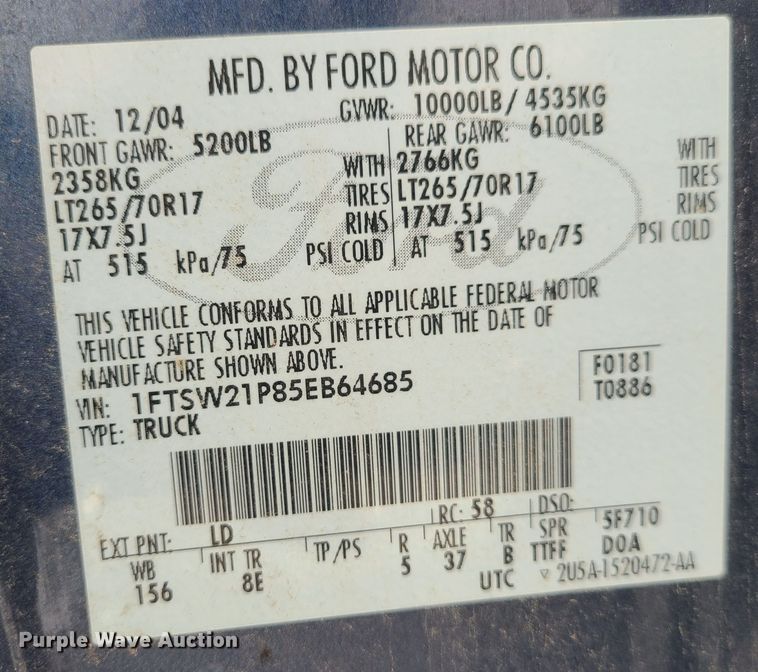 MFD. BY FORD MOTOR CO.
DATE: 12/04 GVWR: 10000LB/ 4535KG
FRONT GAWR: 5200LB REAR GAWR: 6100LB
2358KG WITH 2766KG WITH
LT265/70R17 TIRES LT265/70R17 TIRES
17X7.5J RIMS 17X7.5J RIMS
AT 515 kPa/75 PSI COLD AT 515 kPa/75 PSI COLD
Ford
THIS VEHICLE CONFORMS TO ALL APPLICABLE FEDERAL MOTOR
VEHICLE SAFETY STANDARDS IN EFFECT ON THE DATE OF
MANUFACTURE SHOWN ABOVE.
VIN: 1FTSW21P85EB64685
TYPE: TRUCK
F0181
T0886
EXT PNT: LD RC: 58 DSO:
WB INT TR TP/PS R AXLE TR SPR 5F710
156 8E 5 37 B TTFF DOA
UTC ▽ 2U5A-1520472-AA
Purple Wave Auction